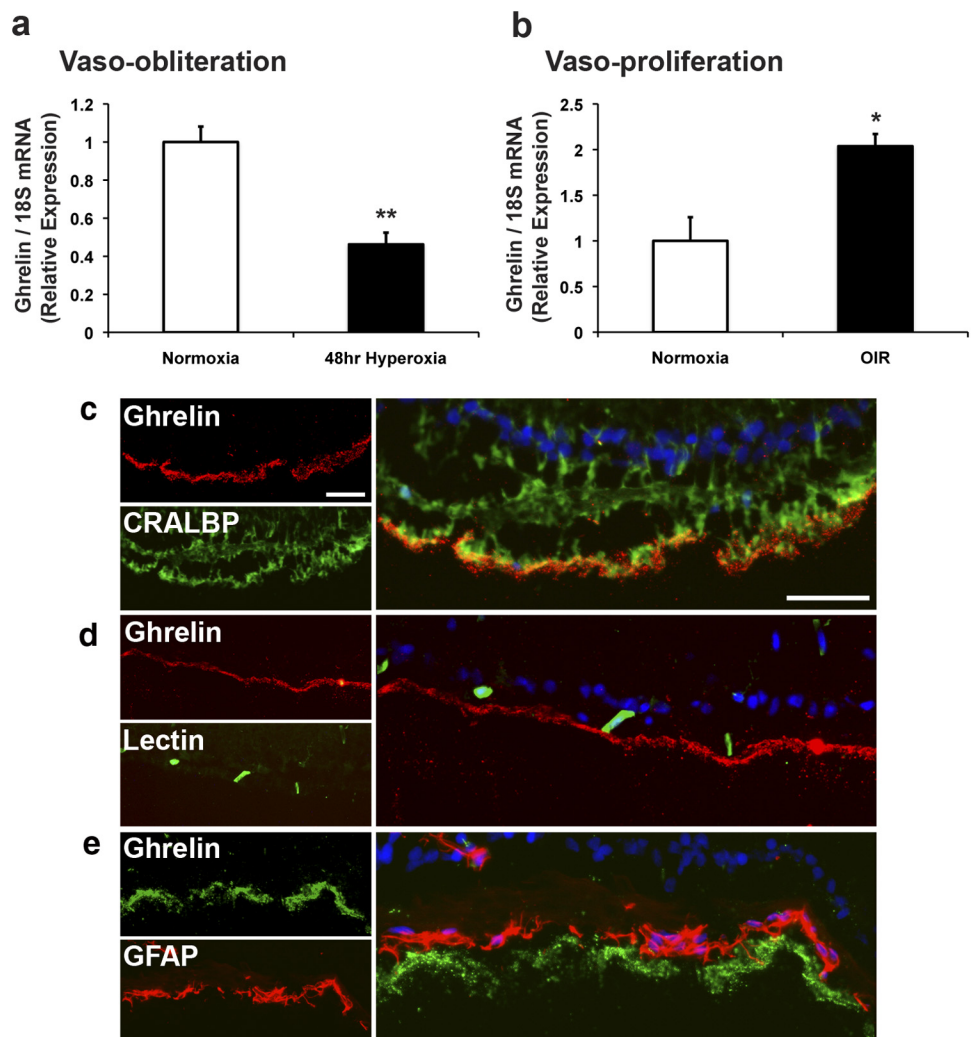 a
Vaso-obliteration
Ghrelin / 18S mRNA
(Relative Expression)
1.2
1
0.8
0.6
0.4
0.2
0
**
Normoxia
48hr Hyperoxia
b
Vaso-proliferation
Ghrelin / 18S mRNA
(Relative Expression)
2.5
2
1.5
1
0.5
0
*
Normoxia
OIR
c
Ghrelin
CRALBP
d
Ghrelin
Lectin
e
Ghrelin
GFAP